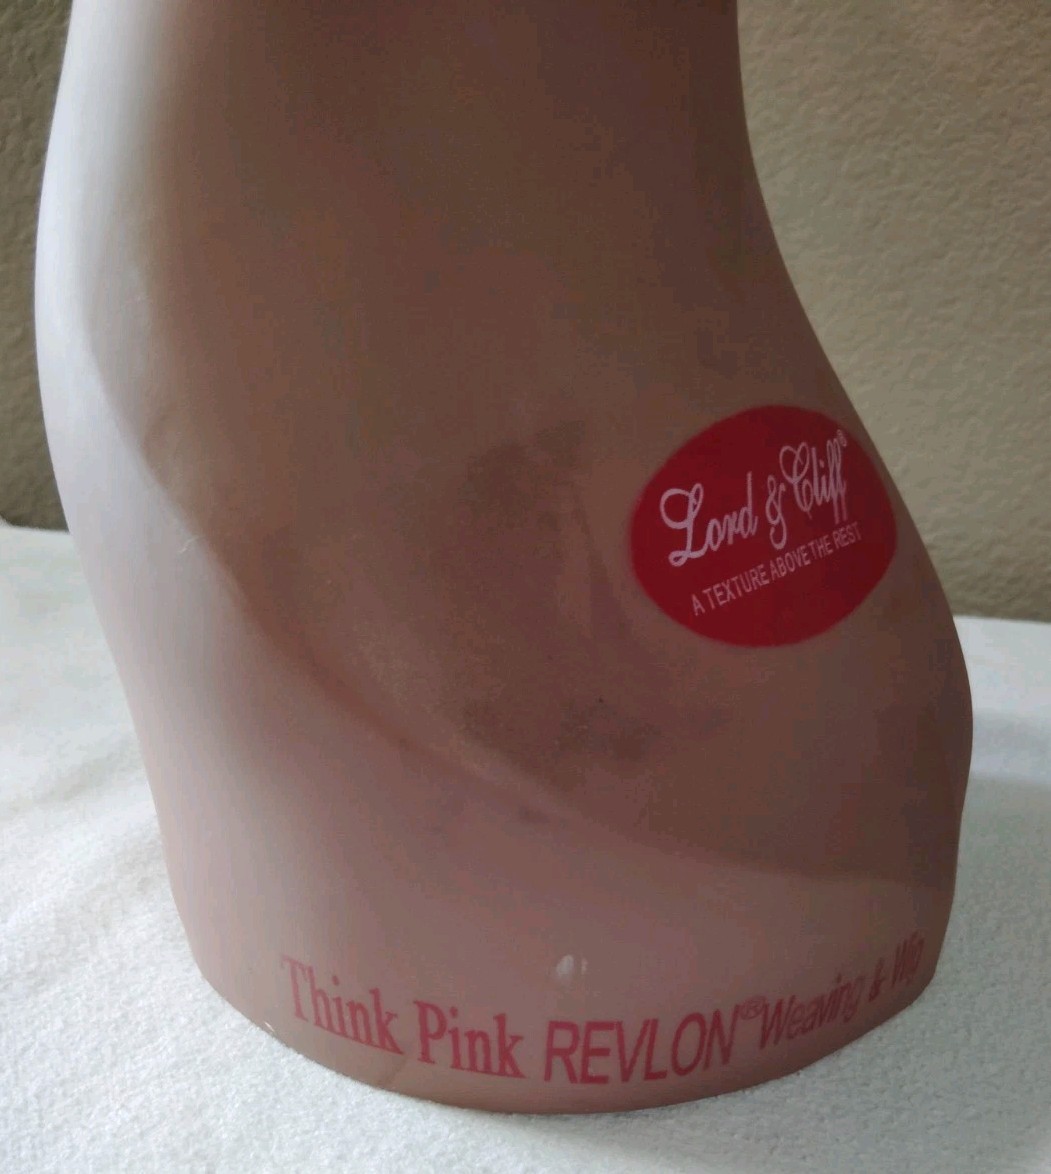 Lord & Cliff®
A TEXTURE ABOVE THE REST
Think Pink REVLON® Weaving & Wig